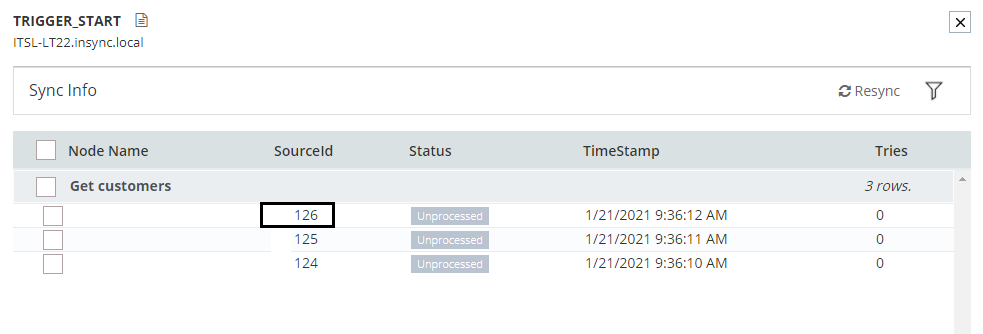 TRIGGER_START
ITSL-LT22.insync.local
Sync Info Resync
Node Name SourceId Status TimeStamp Tries
Get customers 3 rows.
126 Unprocessed 1/21/2021 9:36:12 AM 0
125 Unprocessed 1/21/2021 9:36:11 AM 0
124 Unprocessed 1/21/2021 9:36:10 AM 0